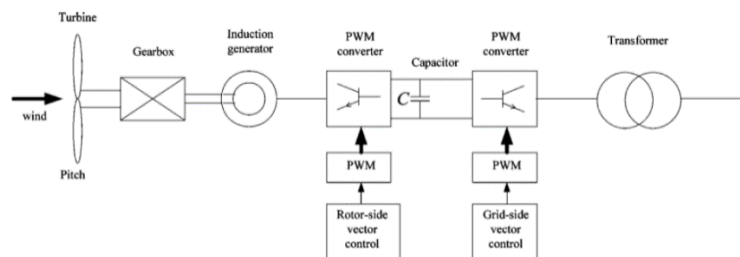 Turbine
Gearbox
Induction
generator
PWM
converter
Capacitor
PWM
converter
Transformer
wind
C
Pitch
PWM
PWM
Rotor-side
vector
control
Grid-side
vector
control